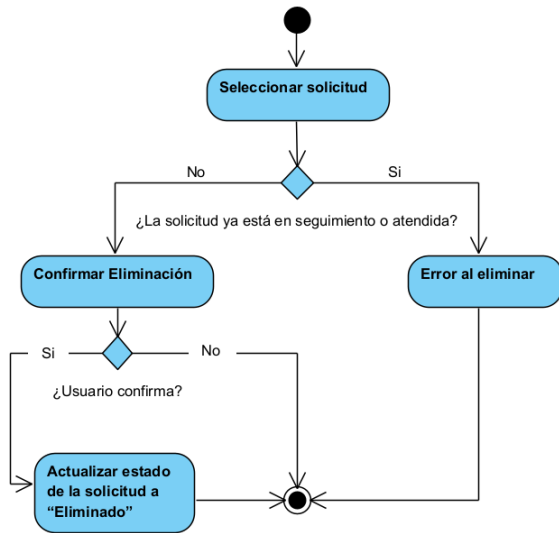 Seleccionar solicitud
No
Si
¿La solicitud ya está en seguimiento o atendida?
Confirmar Eliminación
Error al eliminar
Si
No
¿Usuario confirma?
Actualizar estado
de la solicitud a
“Eliminado”